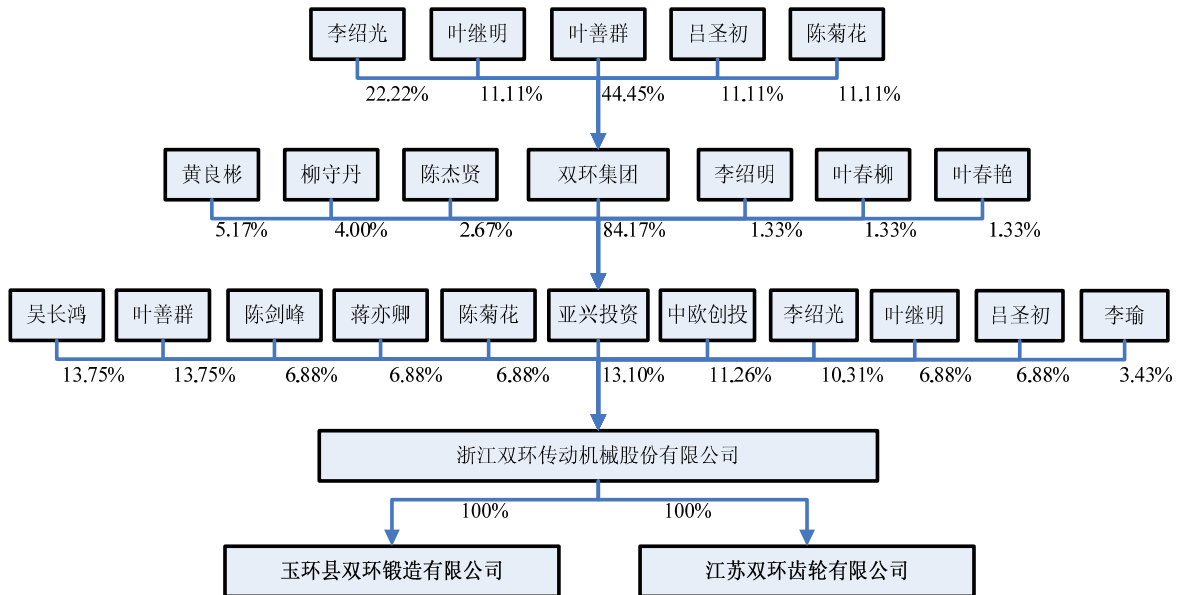 李绍光 叶继明 叶善群 吕圣初 陈菊花
22.22% 11.11% 44.45% 11.11% 11.11%
黄良彬 柳守丹 陈杰贤 双环集团 李绍明 叶春柳 叶春艳
5.17% 4.00% 2.67% 84.17% 1.33% 1.33% 1.33%
吴长鸿 叶善群 陈剑峰 蒋亦卿 陈菊花 亚兴投资 中欧创投 李绍光 叶继明 吕圣初 李瑜
13.75% 13.75% 6.88% 6.88% 6.88% 13.10% 11.26% 10.31% 6.88% 6.88% 3.43%
浙江双环传动机械股份有限公司
100% 100%
玉环县双环锻造有限公司 江苏双环齿轮有限公司